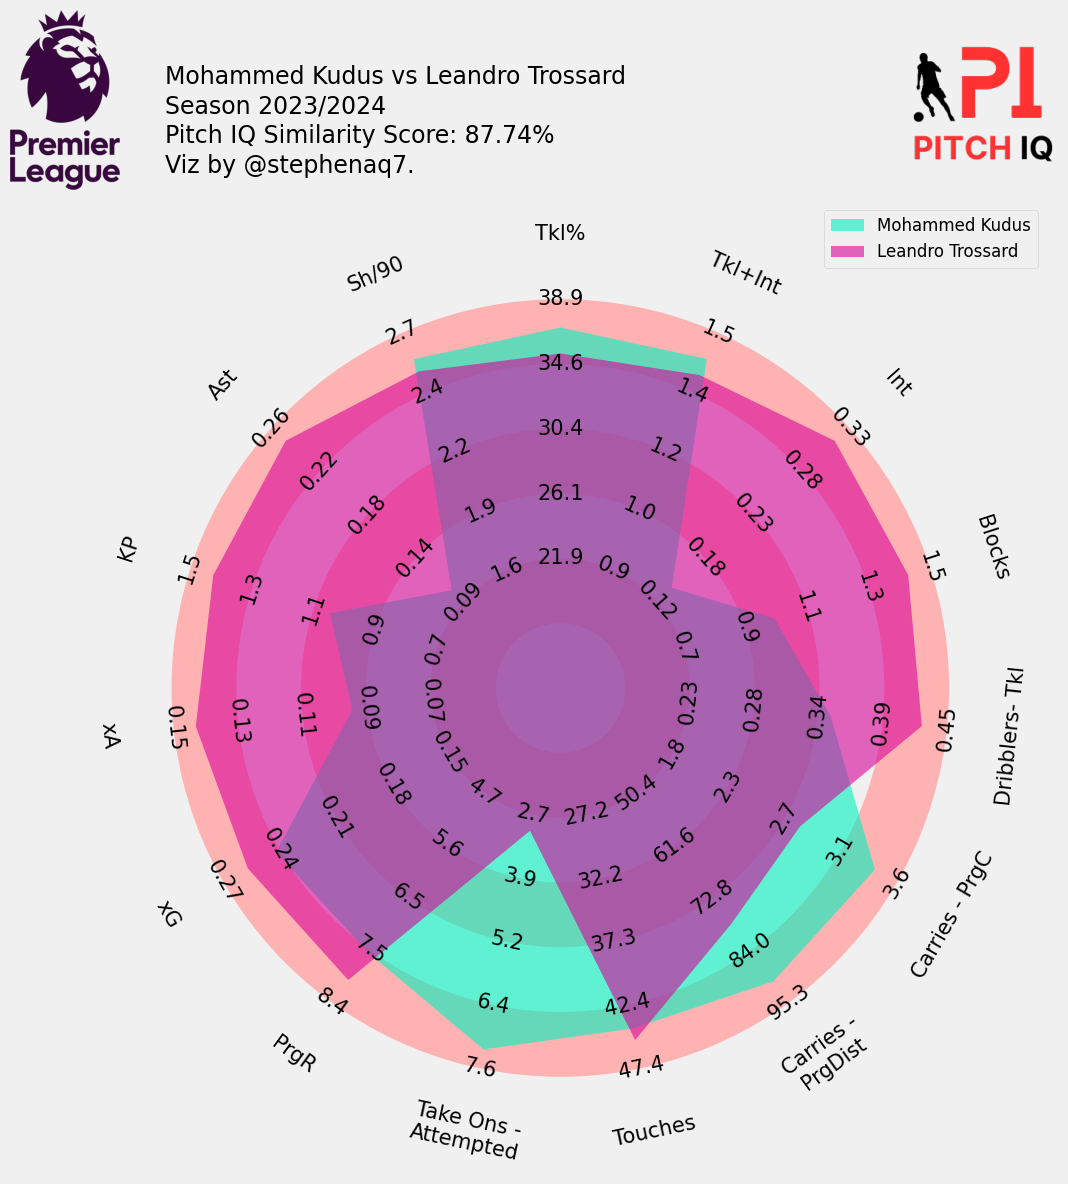 Mohammed Kudus vs Leandro Trossard
Season 2023/2024
Pitch IQ Similarity Score: 87.74%
Viz by @stephenaq7.
Premier
League
PI
PITCH IQ
Mohammed Kudus
Leandro Trossard
Tkl%
38.9
34.6
30.4
26.1
21.9
Tkl+Int
1.5
1.4
1.2
1.0
0.9
Int
0.33
0.28
0.23
0.18
0.12
Blocks
1.5
1.3
1.1
0.9
0.7
Dribblers- Tkl
0.45
0.39
0.34
0.28
0.23
Carries - PrgC
3.6
3.1
2.7
2.3
1.8
Carries -
PrgDist
95.3
84.0
72.8
61.6
50.4
Touches
47.4
42.4
37.3
32.2
27.2
Take Ons -
Attempted
7.6
6.4
5.2
3.9
2.7
PrgR
8.4
7.5
6.5
5.6
4.7
xG
0.27
0.24
0.21
0.18
0.15
xA
0.15
0.13
0.11
0.09
0.07
KP
1.5
1.3
1.1
0.9
0.7
Ast
0.26
0.22
0.18
0.14
0.09
Sh/90
2.7
2.4
2.2
1.9
1.6